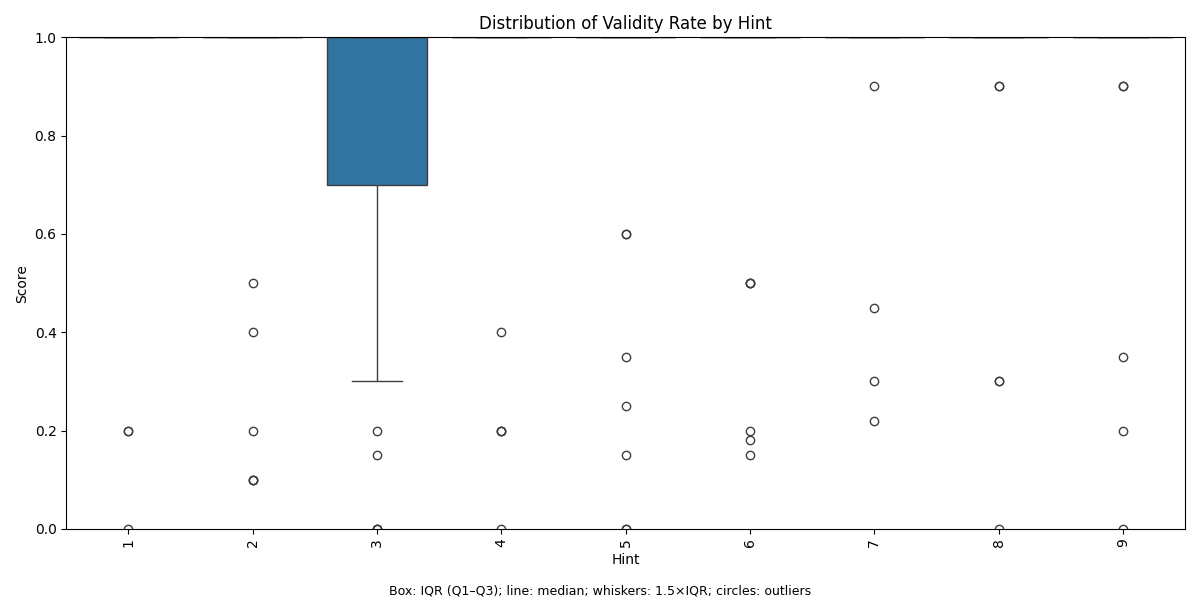 Distribution of Validity Rate by Hint
Score
1.0
0.8
0.6
0.4
0.2
0.0
1 2 3 4 5 6 7 8 9
Hint
Box: IQR (Q1–Q3); line: median; whiskers: 1.5×IQR; circles: outliers